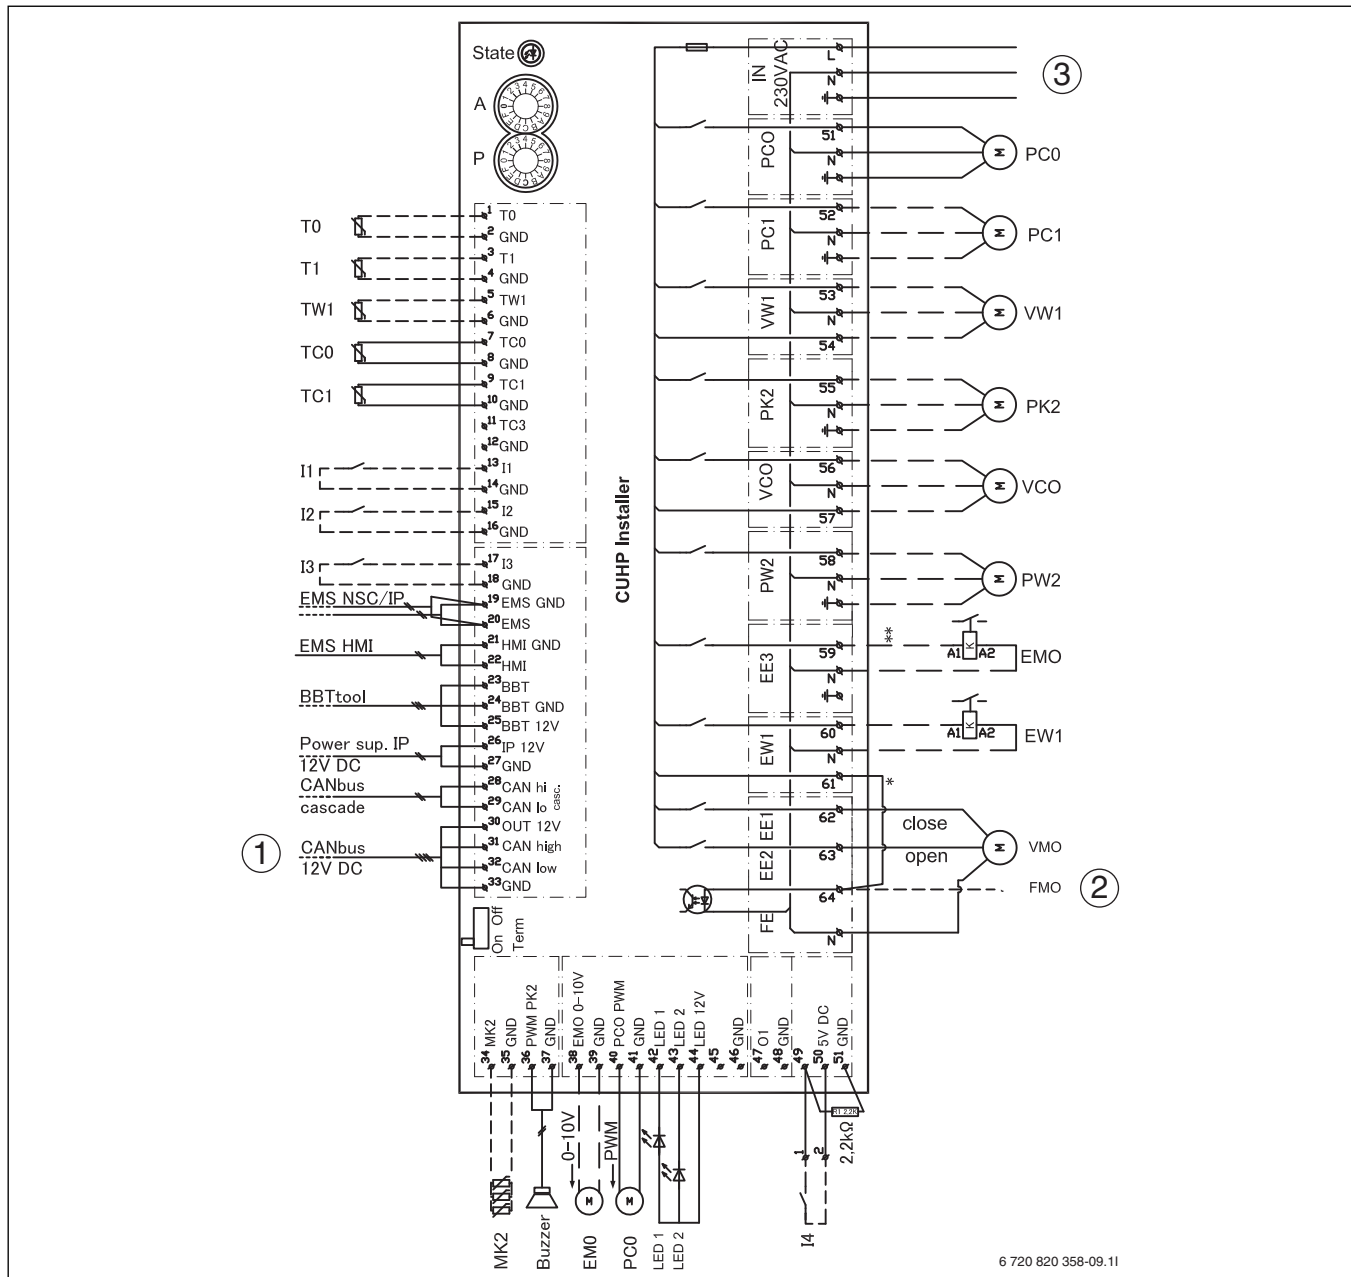 State
A
P
T0
T1
TW1
TC0
TC1
I1
I2
I3
EMS NSC/IP
EMS HMI
BBTtool
Power sup. IP
12V DC
CANbus
cascade
1
CANbus
12V DC
1 T0
2 GND
3 T1
4 GND
5 TW1
6 GND
7 TC0
8 GND
9 TC1
10 GND
11 TC3
12 GND
13 I1
14 GND
15 I2
16 GND
17 I3
18 GND
19 EMS GND
20 EMS
21 HMI GND
22 HMI
23 BBT
24 BBT GND
25 BBT 12V
26 IP 12V
27 GND
28 CAN hi casc.
29 CAN lo
30 OUT 12V
31 CAN high
32 CAN low
33 GND
On Off
Term
CUHP Installer
IN
230VAC
L
N
3
PCO
51
N
M
PC0
PC1
52
N
M
PC1
VW1
53
N
54
M
VW1
PK2
55
N
M
PK2
VCO
56
N
57
M
VCO
PW2
58
N
M
PW2
EE3
59
N
**
A1 K A2
EMO
EW1
60
N
61
*
A1 K A2
EW1
EE1
62
close
EE2
63
open
M
VMO
FE
64
FMO
2
N
34 MK2
35 GND
36 PWM PK2
37 GND
38 EMO 0-10V
39 GND
40 PCO PWM
41 GND
42 LED 1
43 LED 2
44 LED 12V
45
46 GND
47 O1
48 GND
49
50 5V DC
51 GND
0-10V
PWM
R1 2.2K
2,2kΩ
1
2
M
M
MK2
Buzzer
EM0
PC0
LED 1
LED 2
I4
6 720 820 358-09.1I